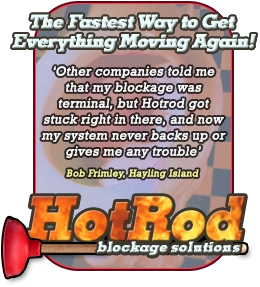 The Fastest Way to Get
Everything Moving Again!
'Other companies told me
that my blockage was
terminal, but Hotrod got
stuck right in there, and now
my system never backs up or
gives me any trouble'
Bob Frimley, Hayling Island
HotRod
blockage solutions